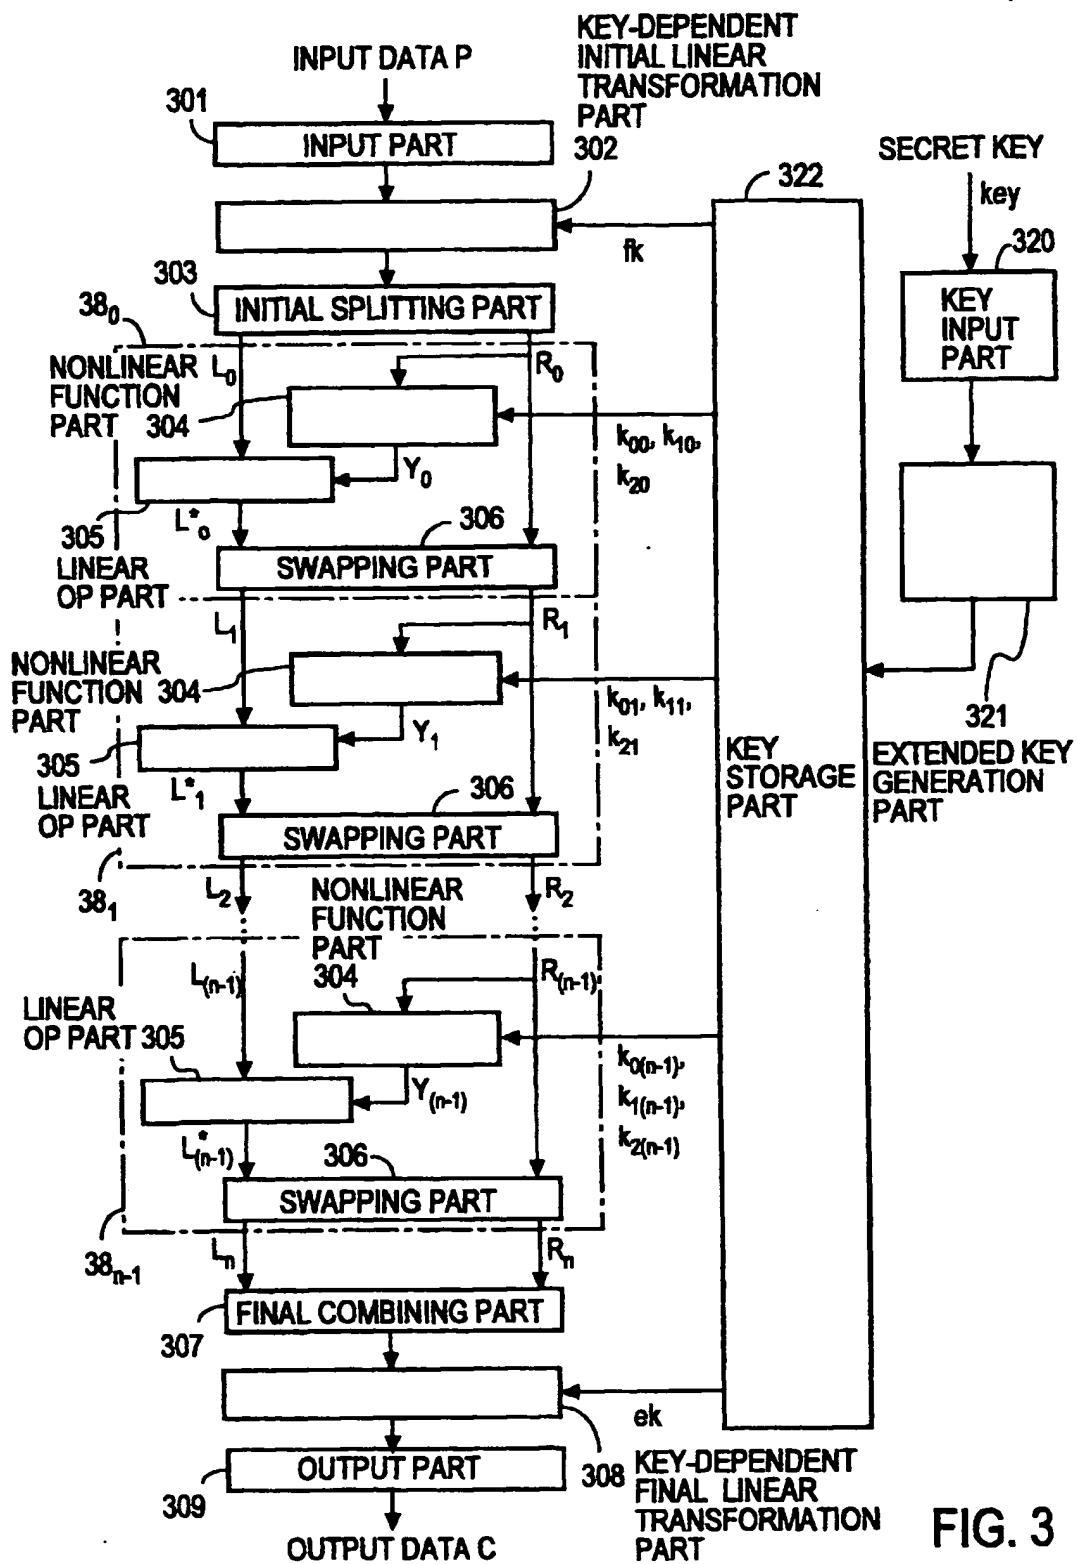 KEY-DEPENDENT
INITIAL LINEAR
TRANSFORMATION
PART
302
INPUT DATA P
301
INPUT PART
SECRET KEY
key
322
fk
320
KEY
INPUT
PART
303
INITIAL SPLITTING PART
38₀
NONLINEAR
FUNCTION
PART 304
L₀
R₀
k₀₀, k₁₀,
k₂₀
Y₀
305
LINEAR
OP PART
L*₀
306
SWAPPING PART
L₁
R₁
NONLINEAR
FUNCTION 304
PART
k₀₁, k₁₁,
k₂₁
Y₁
305
LINEAR
OP PART
L*₁
306
SWAPPING PART
38₁
321
EXTENDED KEY
GENERATION
PART
KEY
STORAGE
PART
L₂
R₂
NONLINEAR
FUNCTION
PART
304
L₍ₙ₋₁₎
R₍ₙ₋₁₎
LINEAR
OP PART 305
k₀₍ₙ₋₁₎,
k₁₍ₙ₋₁₎,
k₂₍ₙ₋₁₎
Y₍ₙ₋₁₎
L*₍ₙ₋₁₎
306
SWAPPING PART
38ₙ₋₁
Lₙ
Rₙ
FINAL COMBINING PART
307
ek
308
KEY-DEPENDENT
FINAL LINEAR
TRANSFORMATION
PART
OUTPUT PART
309
OUTPUT DATA C
FIG. 3